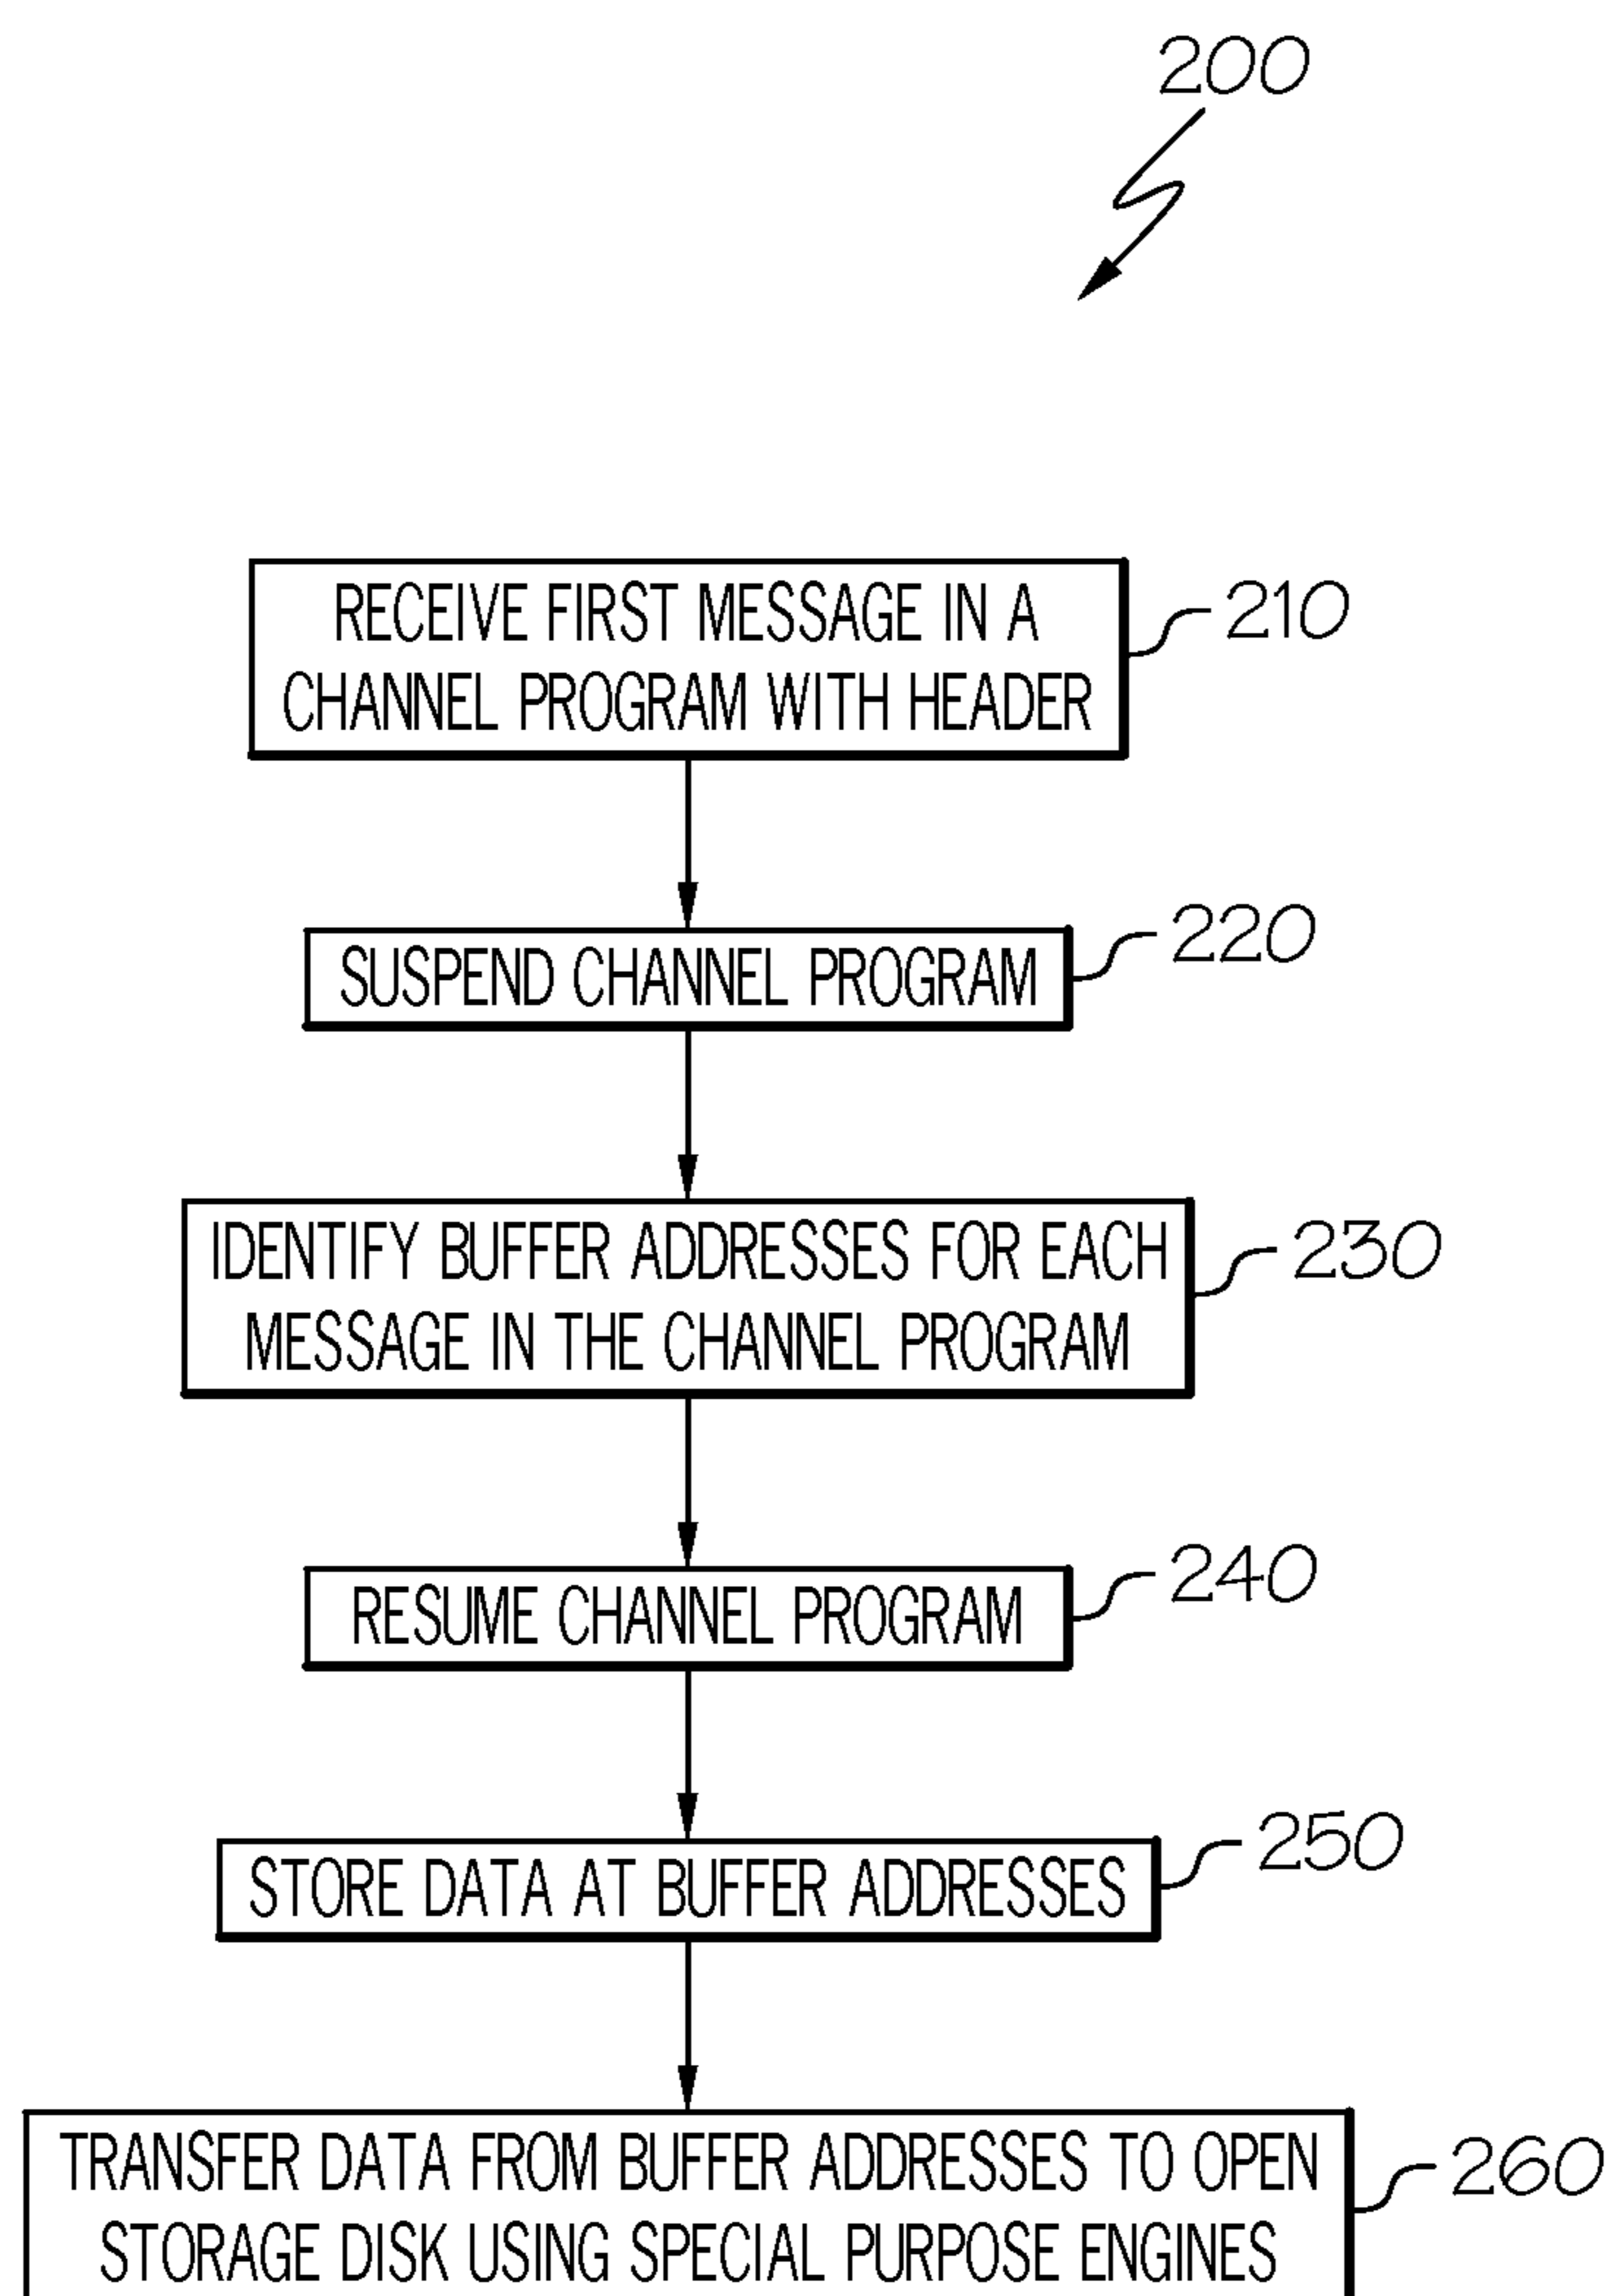 200
RECEIVE FIRST MESSAGE IN A
CHANNEL PROGRAM WITH HEADER
210
SUSPEND CHANNEL PROGRAM
220
IDENTIFY BUFFER ADDRESSES FOR EACH
MESSAGE IN THE CHANNEL PROGRAM
230
RESUME CHANNEL PROGRAM
240
STORE DATA AT BUFFER ADDRESSES
250
TRANSFER DATA FROM BUFFER ADDRESSES TO OPEN
STORAGE DISK USING SPECIAL PURPOSE ENGINES
260